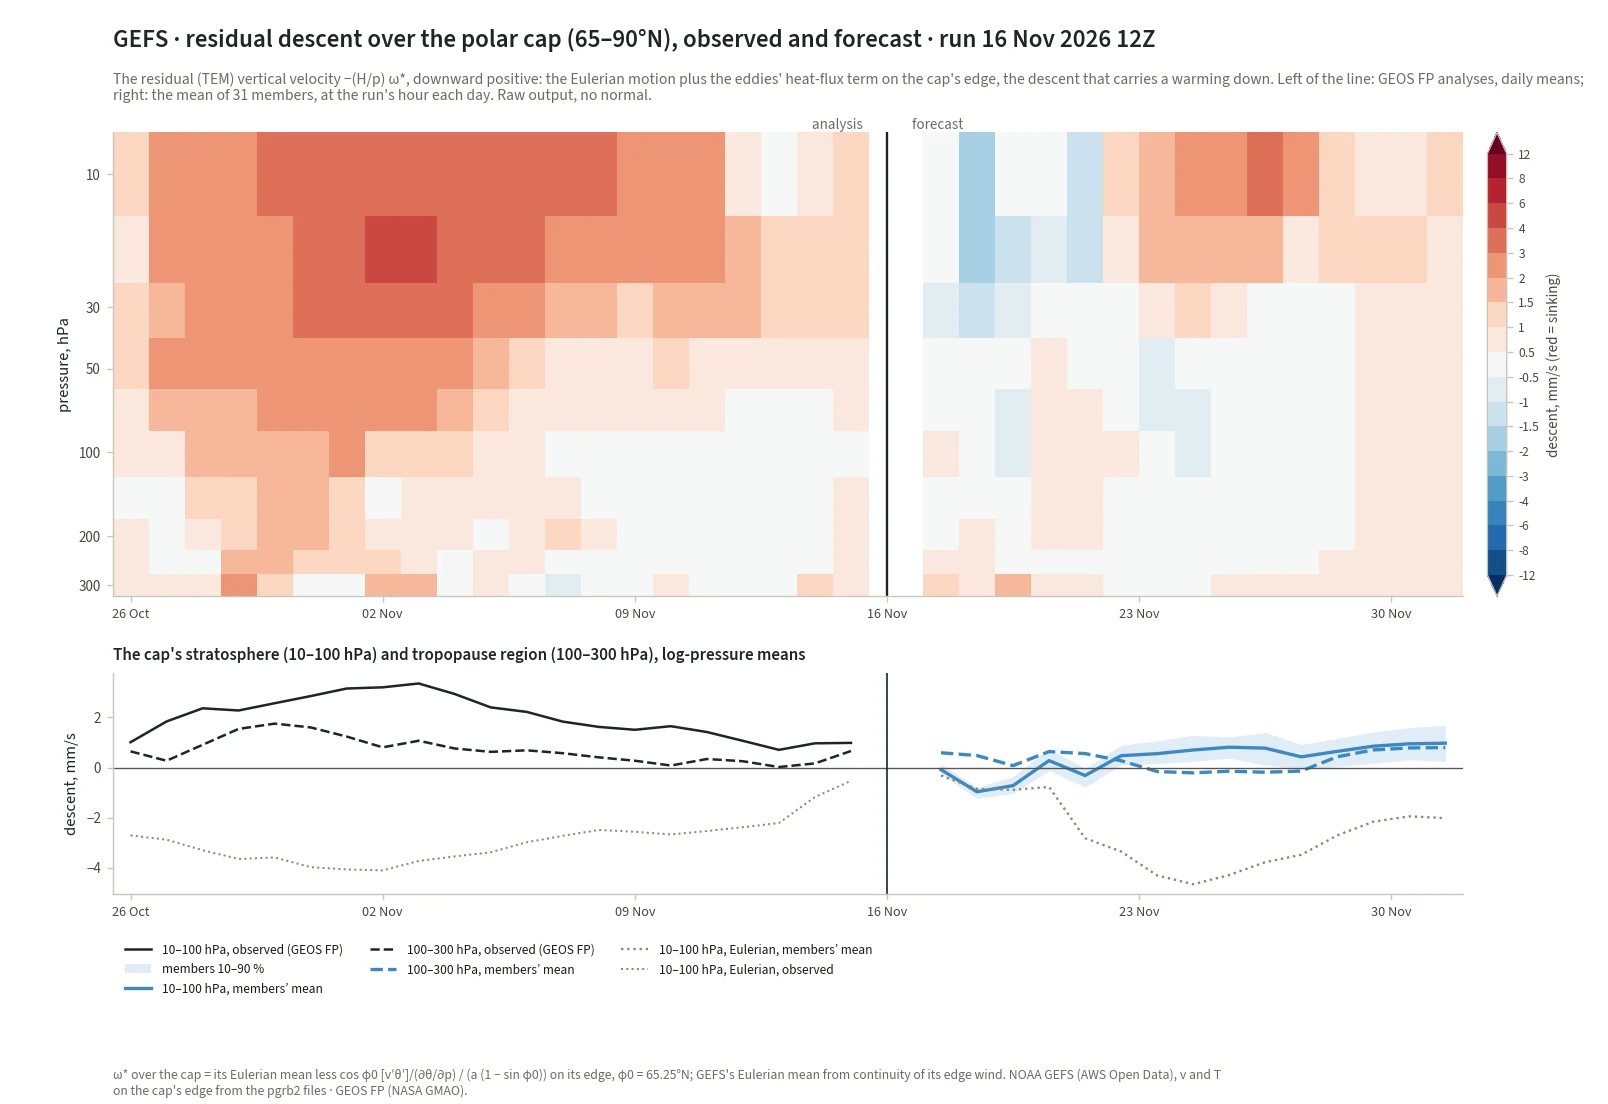 GEFS · residual descent over the polar cap (65–90°N), observed and forecast · run 16 Nov 2026 12Z
The residual (TEM) vertical velocity −(H/p) ω*, downward positive: the Eulerian motion plus the eddies' heat-flux term on the cap's edge, the descent that carries a warming down. Left of the line: GEOS FP analyses, daily means;
right: the mean of 31 members, at the run's hour each day. Raw output, no normal.
analysis
forecast
10
30
50
100
200
300
pressure, hPa
26 Oct
02 Nov
09 Nov
16 Nov
23 Nov
30 Nov
12
8
6
4
3
2
1.5
1
0.5
-0.5
-1
-1.5
-2
-3
-4
-6
-8
-12
descent, mm/s (red = sinking)
The cap's stratosphere (10–100 hPa) and tropopause region (100–300 hPa), log-pressure means
2
0
−2
−4
descent, mm/s
26 Oct
02 Nov
09 Nov
16 Nov
23 Nov
30 Nov
10–100 hPa, observed (GEOS FP)
members 10–90 %
10–100 hPa, members’ mean
100–300 hPa, observed (GEOS FP)
100–300 hPa, members’ mean
10–100 hPa, Eulerian, members’ mean
10–100 hPa, Eulerian, observed
ω* over the cap = its Eulerian mean less cos φ0 [v′θ′]/(∂θ/∂p) / (a (1 − sin φ0)) on its edge, φ0 = 65.25°N; GEFS's Eulerian mean from continuity of its edge wind. NOAA GEFS (AWS Open Data), v and T
on the cap's edge from the pgrb2 files · GEOS FP (NASA GMAO).